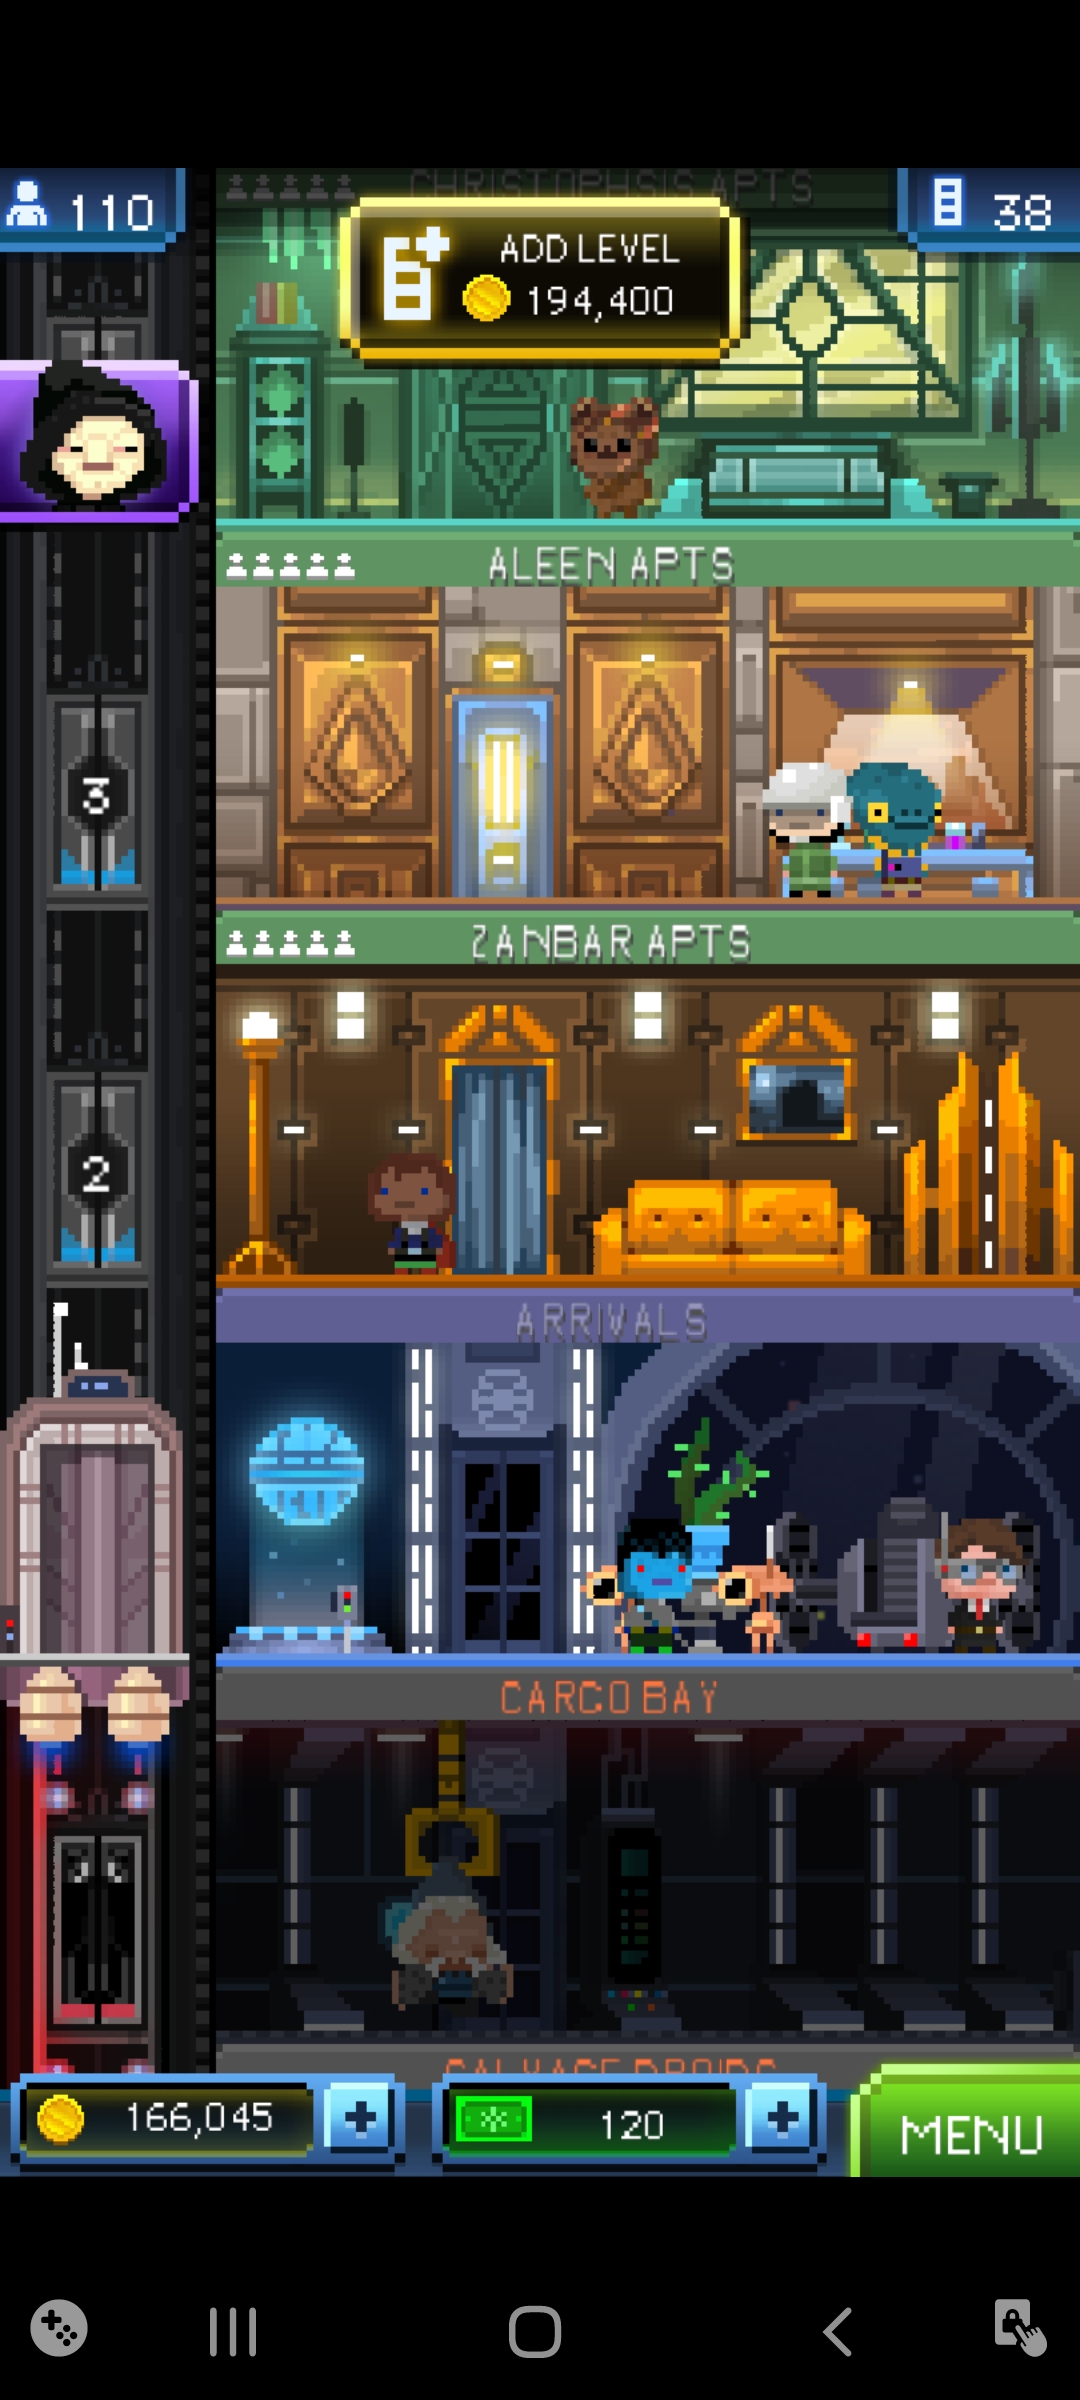 110
CHRISTOPHSIS APTS
38
ADD LEVEL
194,400
ALEEN APTS
3
ZANBAR APTS
2
ARRIVALS
L
CARGO BAY
SALVAGE DROIDS
166,045
120
MENU